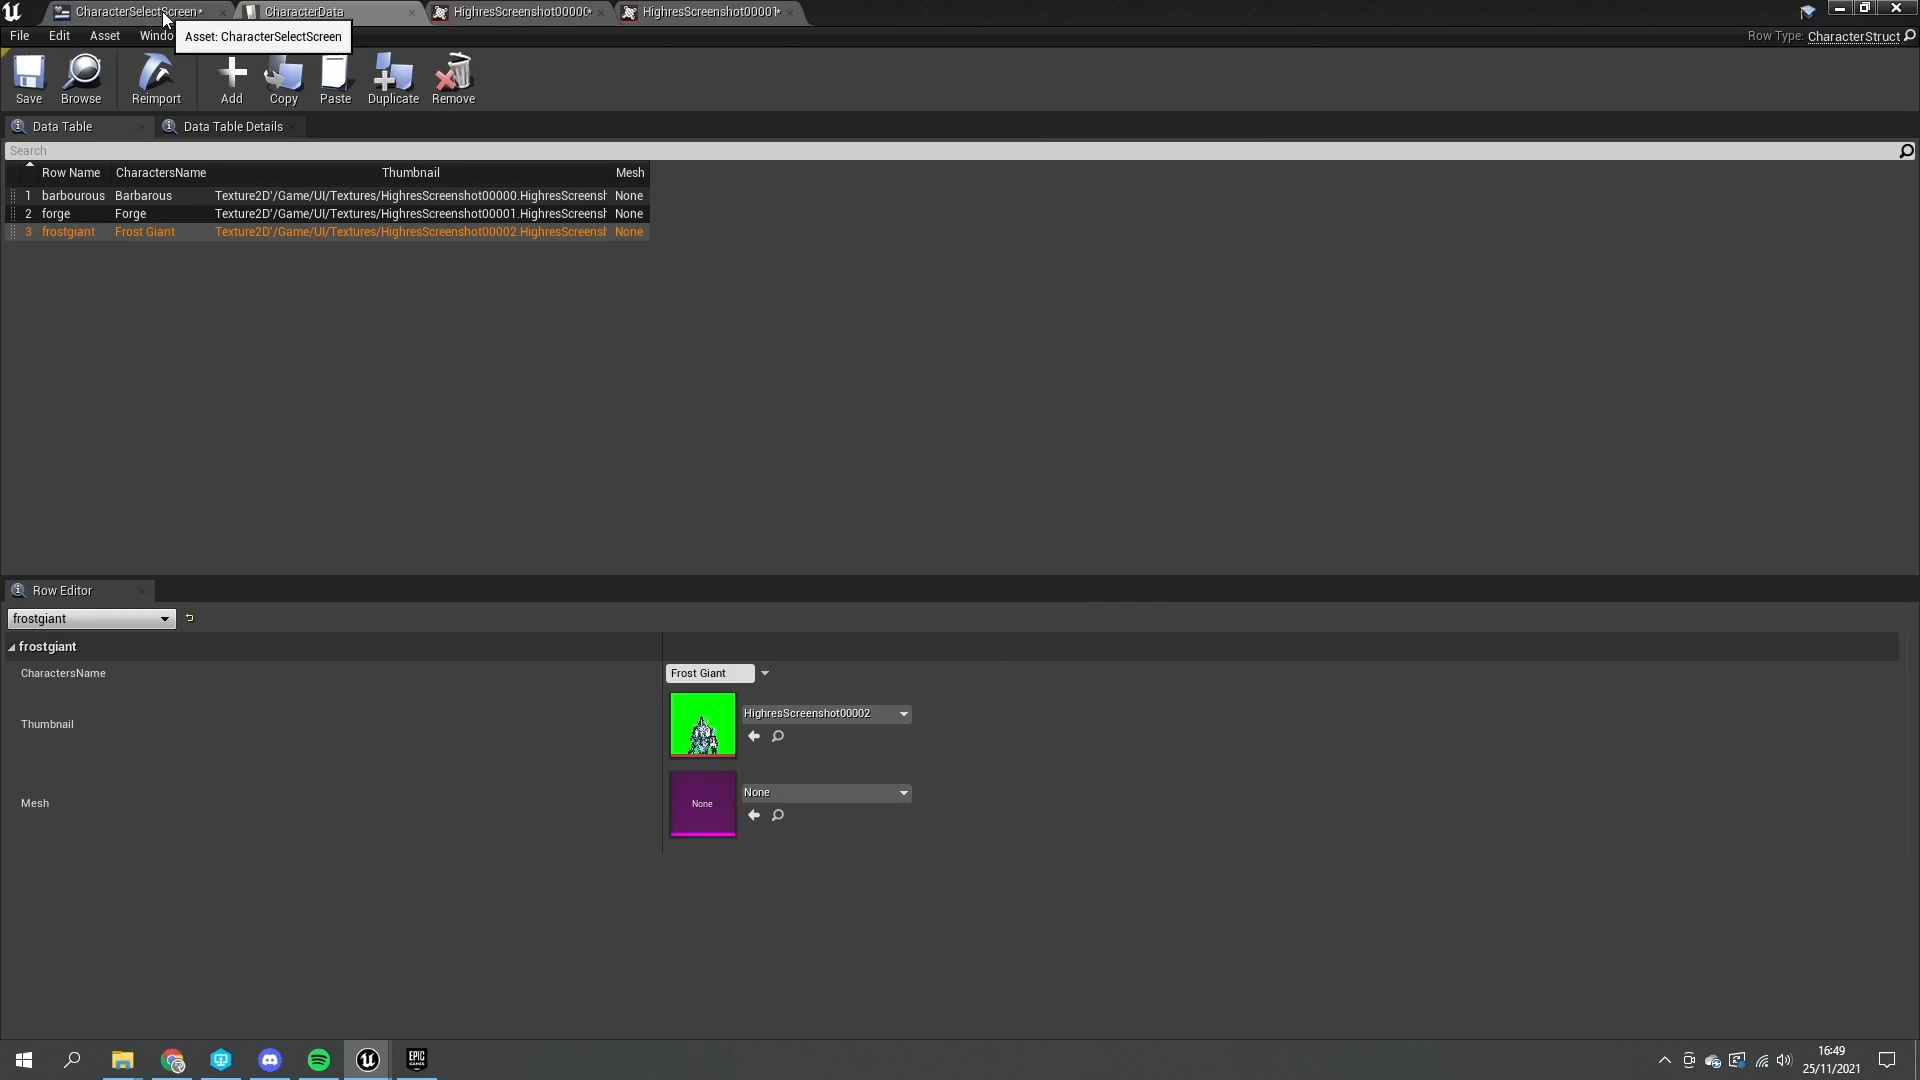 CharacterSelectScreen*
CharacterData
HighresScreenshot0000(*
HighresScreenshot00001*
File Edit Asset Windo
Asset: CharacterSelectScreen
Row Type: CharacterStruct
Save Browse Reimport Add Copy Paste Duplicate Remove
Data Table
Data Table Details
Search
Row Name CharactersName Thumbnail Mesh
1 barbourous Barbarous Texture2D'/Game/UI/Textures/HighresScreenshot00000.HighresScreensh None
2 forge Forge Texture2D'/Game/UI/Textures/HighresScreenshot00001.HighresScreensh None
3 frostgiant Frost Giant Texture2D'/Game/UI/Textures/HighresScreenshot00002.HighresScreensh None
Row Editor
frostgiant
frostgiant
CharactersName Frost Giant
Thumbnail HighresScreenshot00002
Mesh None None
EPIC GAMES
16:49
25/11/2021